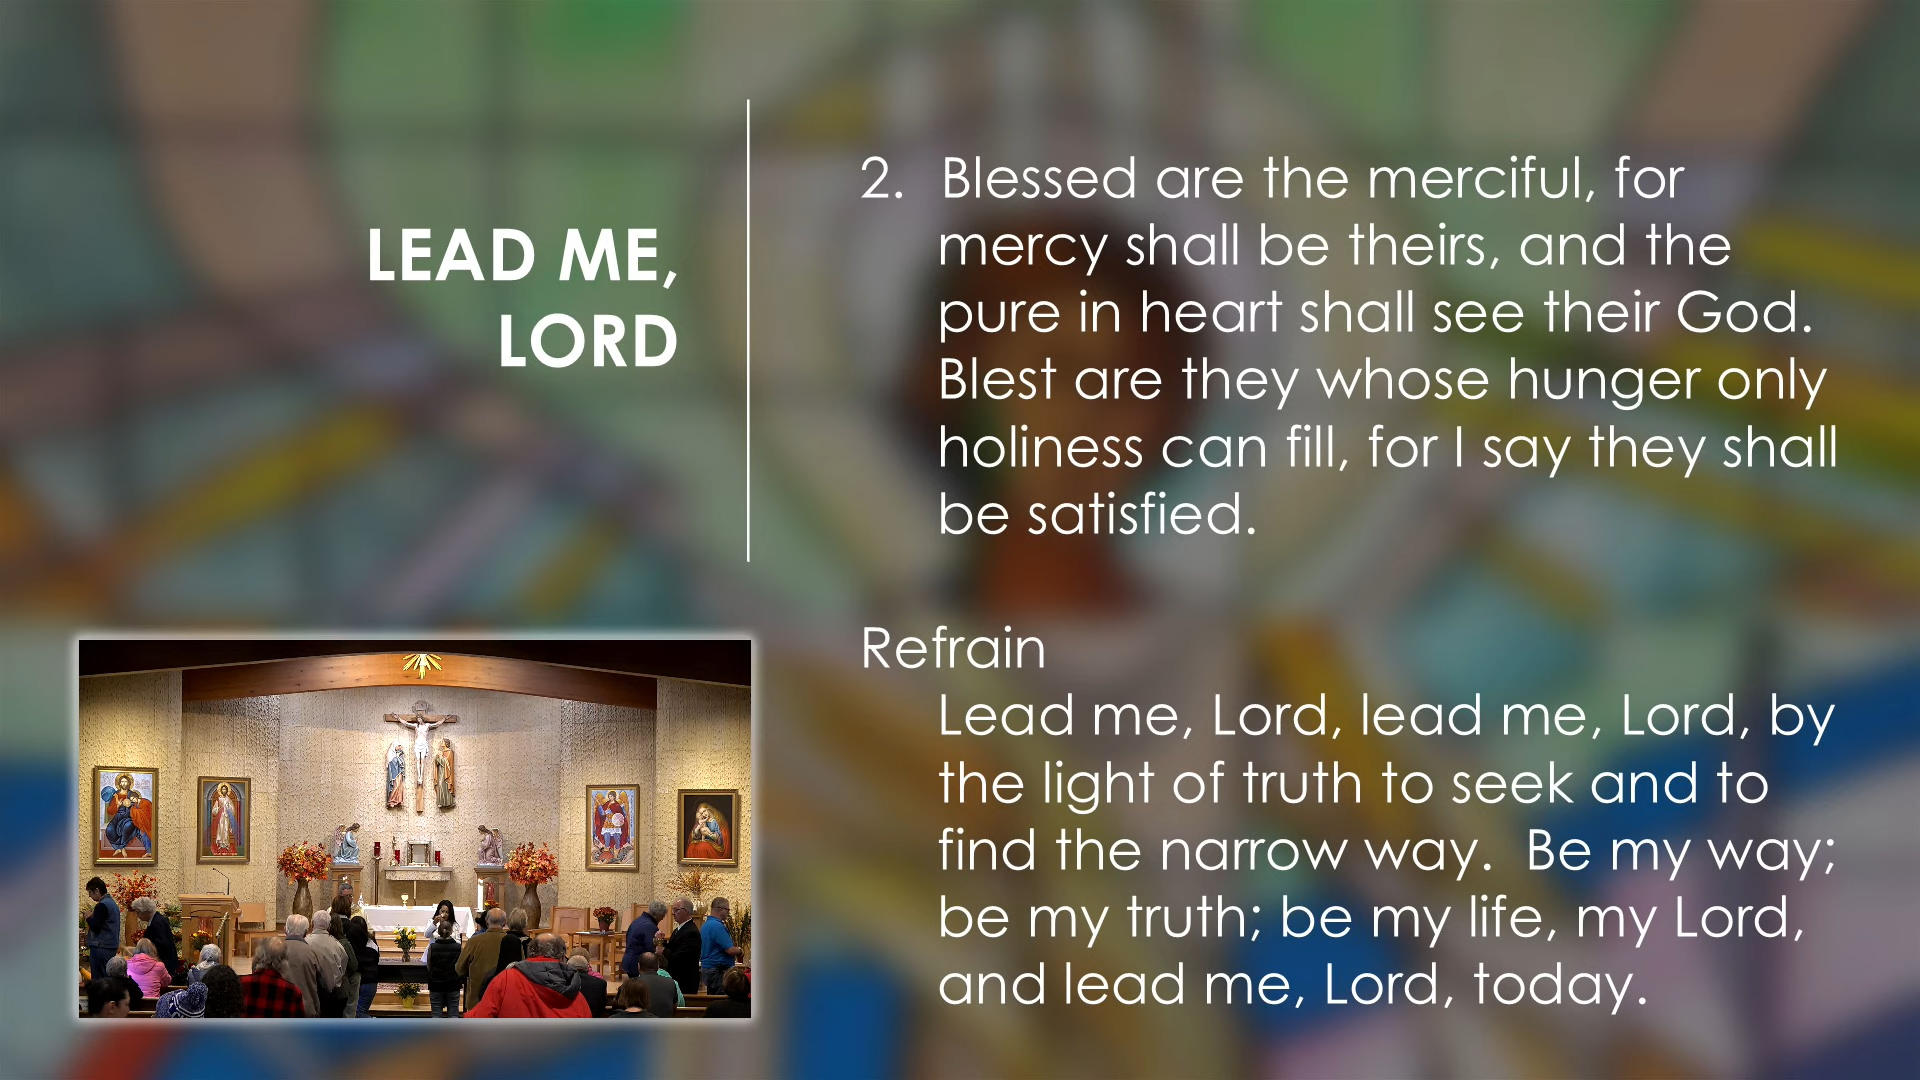 LEAD ME,
LORD
2. Blessed are the merciful, for
mercy shall be theirs, and the
pure in heart shall see their God.
Blest are they whose hunger only
holiness can fill, for I say they shall
be satisfied.
Refrain
Lead me, Lord, lead me, Lord, by
the light of truth to seek and to
find the narrow way.  Be my way;
be my truth; be my life, my Lord,
and lead me, Lord, today.